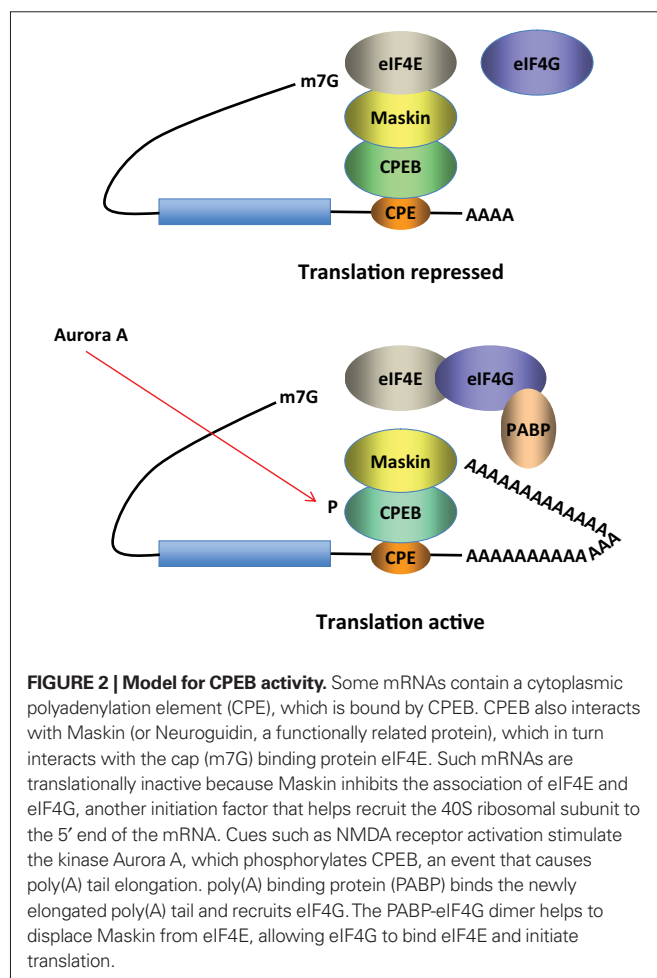 eIF4E eIF4G
m7G
Maskin
CPEB
CPE AAAA
Translation repressed
Aurora A
eIF4E eIF4G
m7G
PABP
Maskin
AAAAAAAAAAAAA
P CPEB
AAA
CPE AAAAAAAAAA
Translation active
FIGURE 2 | Model for CPEB activity. Some mRNAs contain a cytoplasmic
polyadenylation element (CPE), which is bound by CPEB. CPEB also interacts
with Maskin (or Neuroguidin, a functionally related protein), which in turn
interacts with the cap (m7G) binding protein eIF4E. Such mRNAs are
translationally inactive because Maskin inhibits the association of eIF4E and
eIF4G, another initiation factor that helps recruit the 40S ribosomal subunit to
the 5′ end of the mRNA. Cues such as NMDA receptor activation stimulate
the kinase Aurora A, which phosphorylates CPEB, an event that causes
poly(A) tail elongation. poly(A) binding protein (PABP) binds the newly
elongated poly(A) tail and recruits eIF4G. The PABP-eIF4G dimer helps to
displace Maskin from eIF4E, allowing eIF4G to bind eIF4E and initiate
translation.